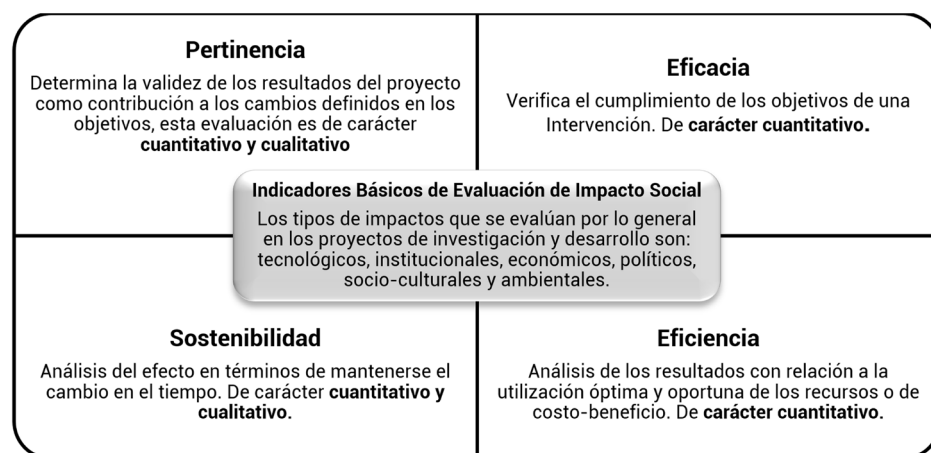 Pertinencia
Determina la validez de los resultados del proyecto
como contribución a los cambios definidos en los
objetivos, esta evaluación es de carácter
cuantitativo y cualitativo
Eficacia
Verifica el cumplimiento de los objetivos de una
Intervención. De carácter cuantitativo.
Indicadores Básicos de Evaluación de Impacto Social
Los tipos de impactos que se evalúan por lo general
en los proyectos de investigación y desarrollo son:
tecnológicos, institucionales, económicos, políticos,
socio-culturales y ambientales.
Sostenibilidad
Análisis del efecto en términos de mantenerse el
cambio en el tiempo. De carácter cuantitativo y
cualitativo.
Eficiencia
Análisis de los resultados con relación a la
utilización óptima y oportuna de los recursos o de
costo-beneficio. De carácter cuantitativo.